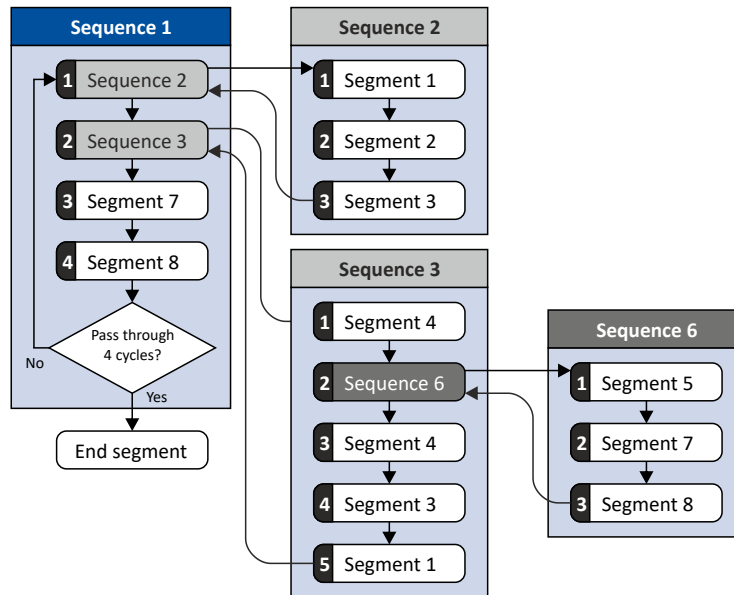 Sequence 1
1 Sequence 2
2 Sequence 3
3 Segment 7
4 Segment 8
Pass through
4 cycles?
No
Yes
End segment
Sequence 2
1 Segment 1
2 Segment 2
3 Segment 3
Sequence 3
1 Segment 4
2 Sequence 6
3 Segment 4
4 Segment 3
5 Segment 1
Sequence 6
1 Segment 5
2 Segment 7
3 Segment 8